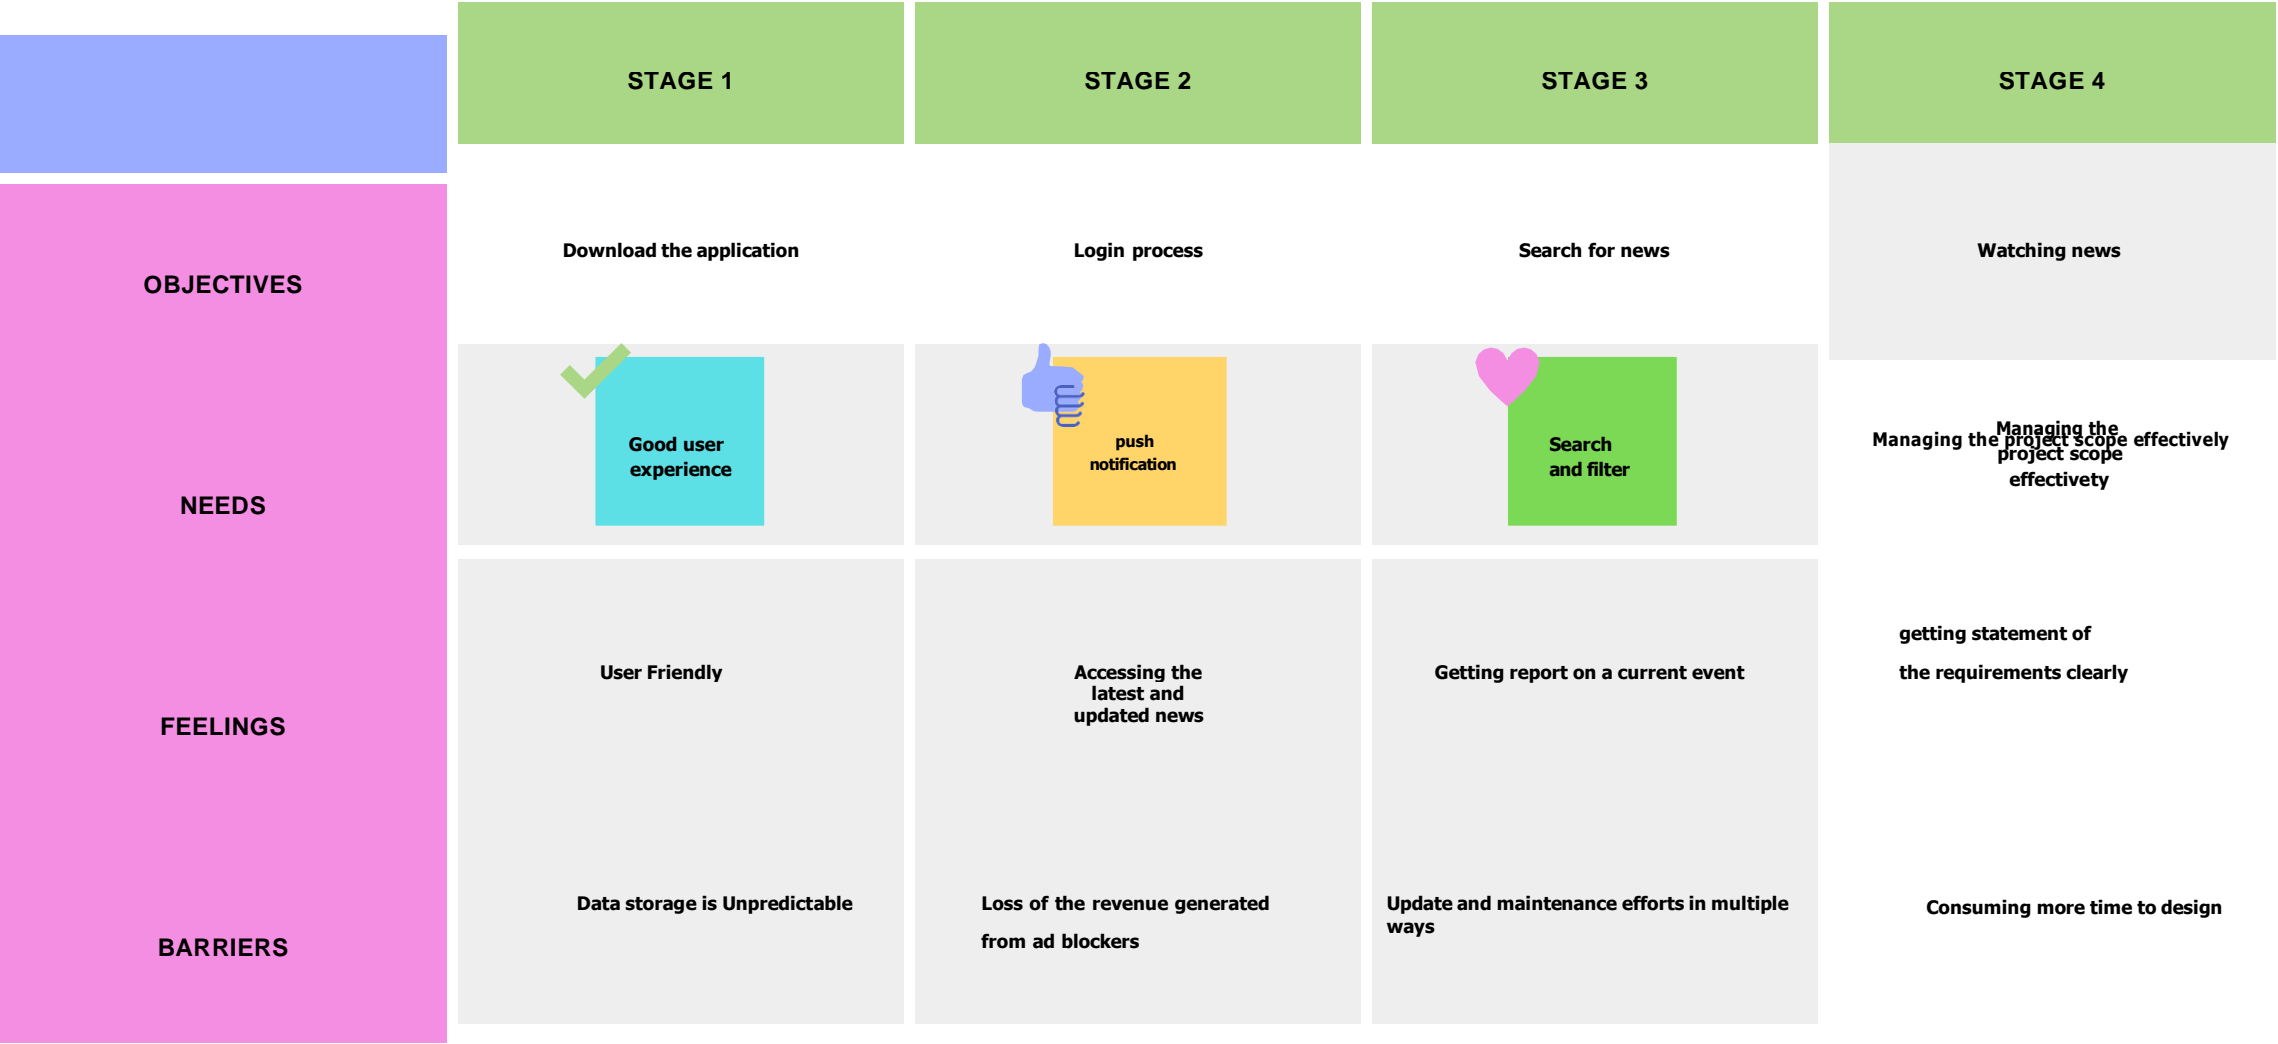 STAGE 1
STAGE 2
STAGE 3
STAGE 4
OBJECTIVES
Download the application
Login process
Search for news
Watching news
NEEDS
Good user
experience
push
notification
Search
and filter
Managing the project scope effectively
Managing the
project scope
effectivety
FEELINGS
User Friendly
Accessing the
latest and
updated news
Getting report on a current event
getting statement of
the requirements clearly
BARRIERS
Data storage is Unpredictable
Loss of the revenue generated
from ad blockers
Update and maintenance efforts in multiple
ways
Consuming more time to design